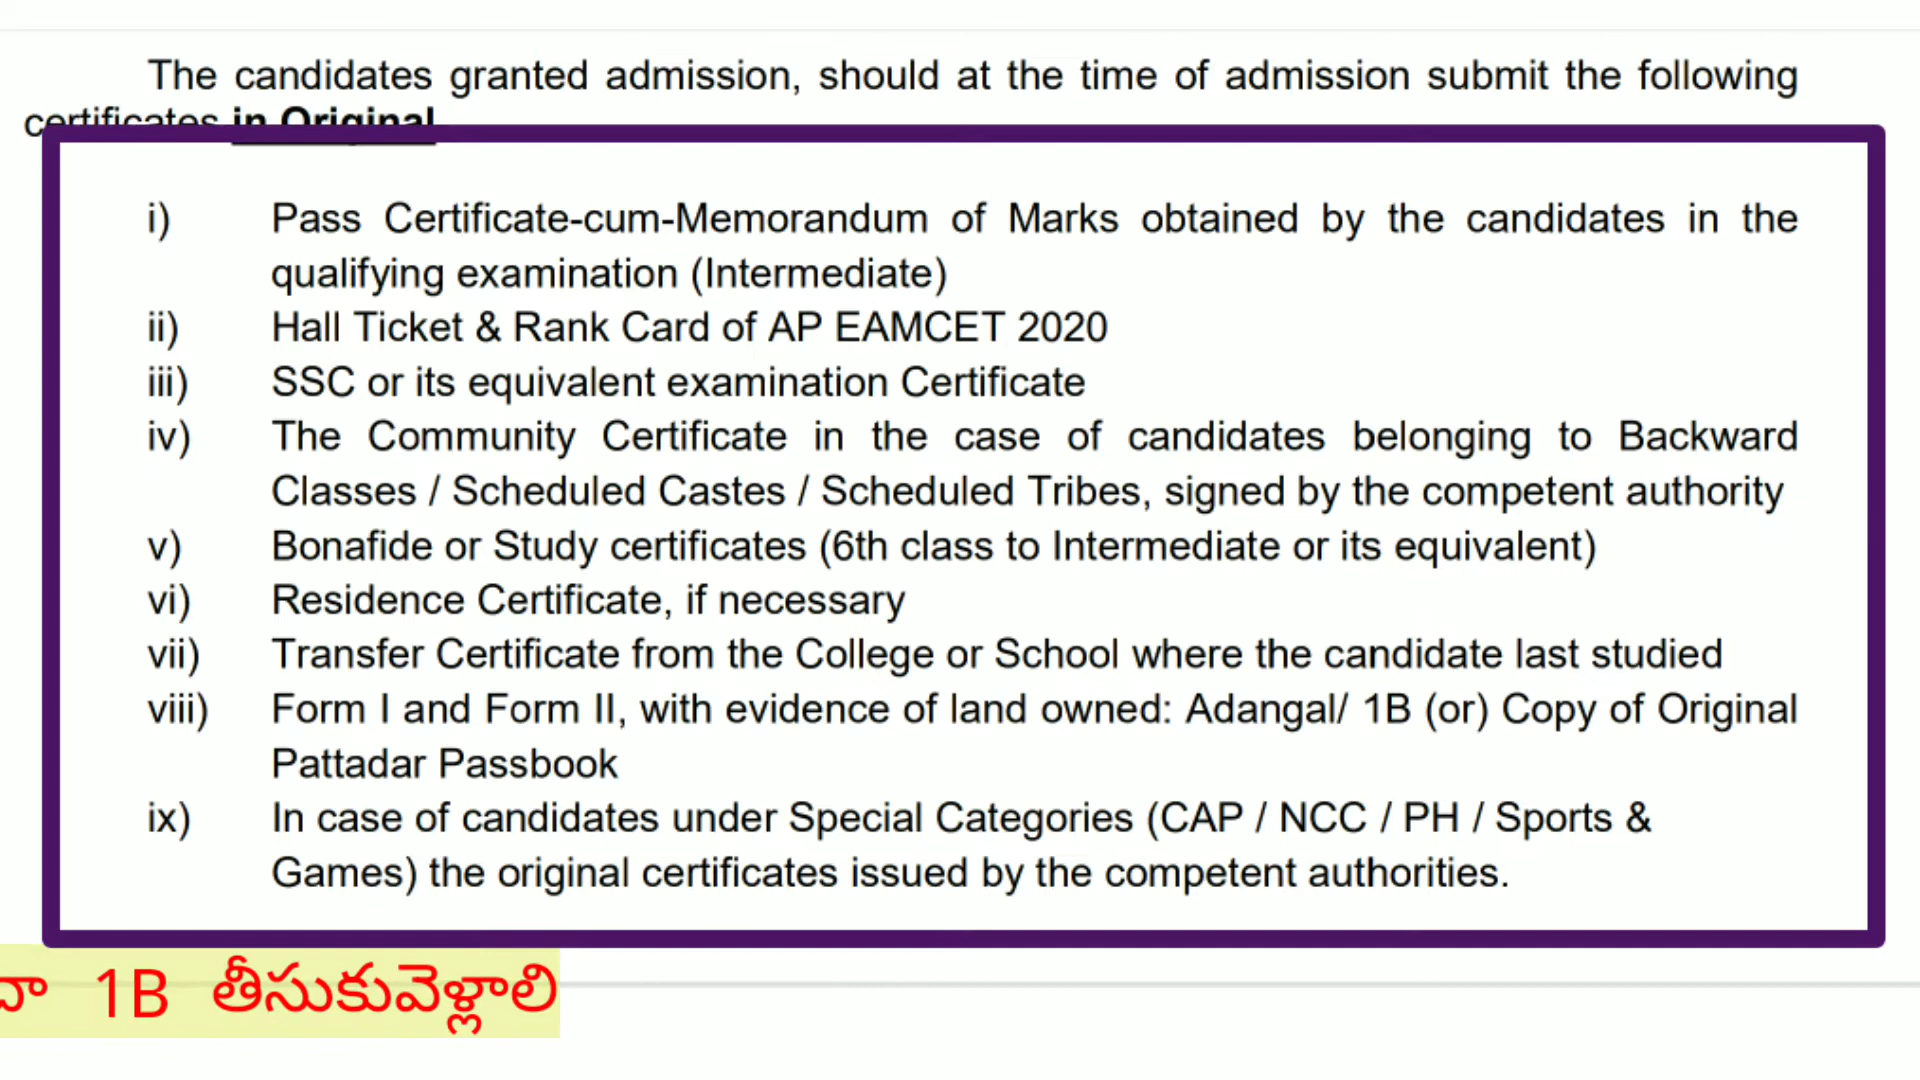 The candidates granted admission, should at the time of admission submit the following
certificates in Original
i) Pass Certificate-cum-Memorandum of Marks obtained by the candidates in the
qualifying examination (Intermediate)
ii) Hall Ticket & Rank Card of AP EAMCET 2020
iii) SSC or its equivalent examination Certificate
iv) The Community Certificate in the case of candidates belonging to Backward
Classes / Scheduled Castes / Scheduled Tribes, signed by the competent authority
v) Bonafide or Study certificates (6th class to Intermediate or its equivalent)
vi) Residence Certificate, if necessary
vii) Transfer Certificate from the College or School where the candidate last studied
viii) Form I and Form II, with evidence of land owned: Adangal/ 1B (or) Copy of Original
Pattadar Passbook
ix) In case of candidates under Special Categories (CAP / NCC / PH / Sports &
Games) the original certificates issued by the competent authorities.
1B తీసుకువెళ్లాలి